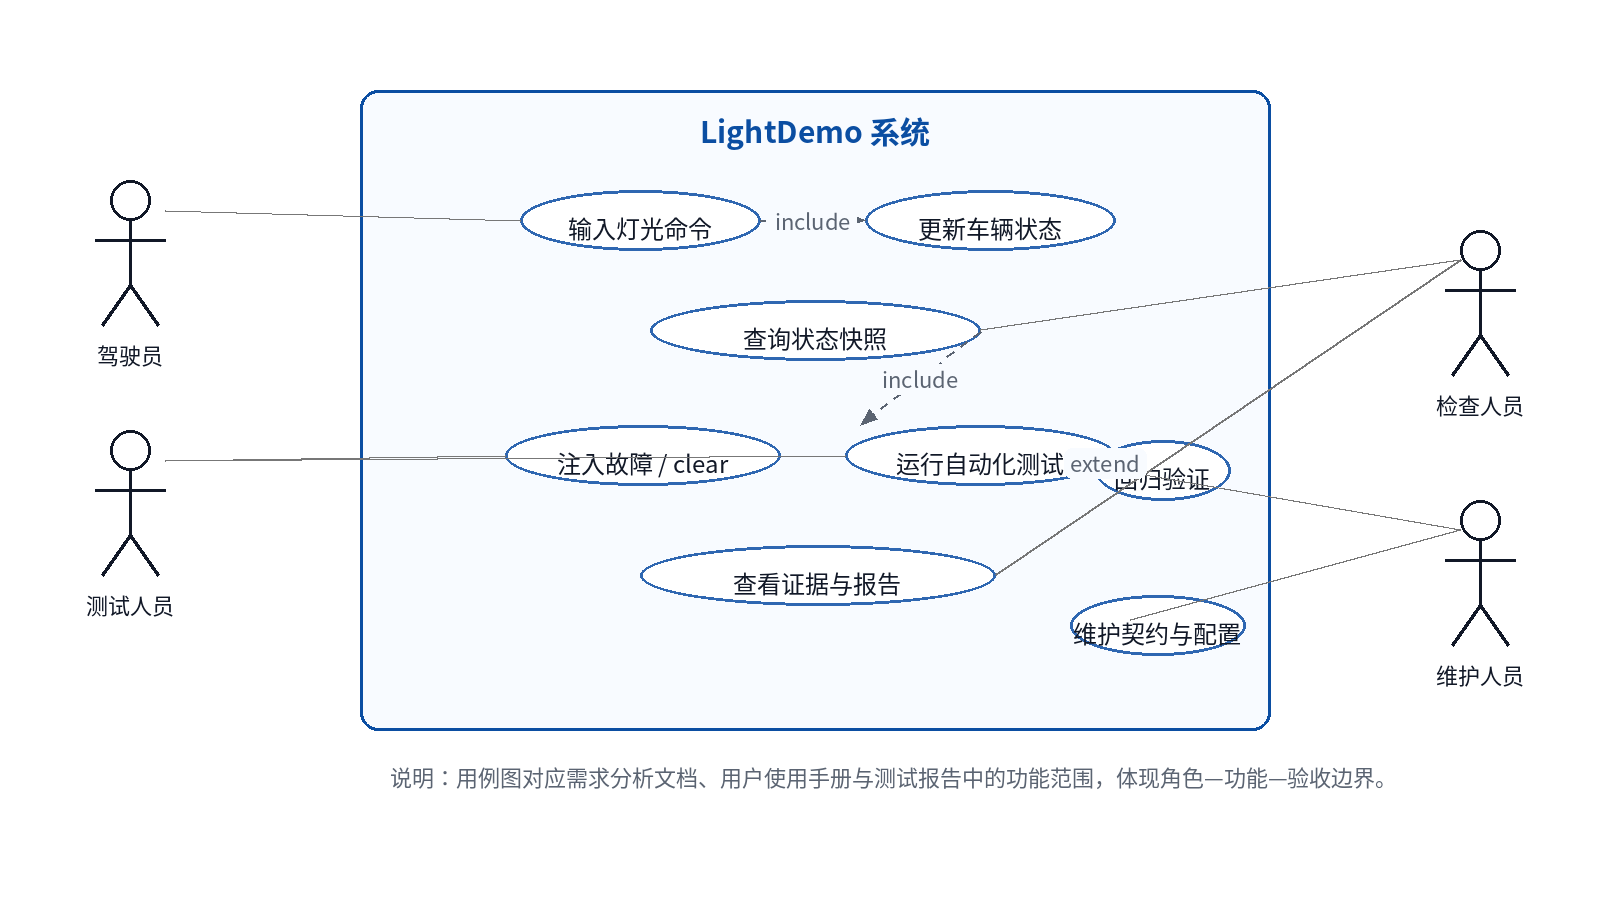 LightDemo 系统
驾驶员
输入灯光命令
include
更新车辆状态
查询状态快照
include
检查人员
测试人员
注入故障 / clear
运行自动化测试
extend
回归验证
查看证据与报告
维护契约与配置
维护人员
说明：用例图对应需求分析文档、用户使用手册与测试报告中的功能范围，体现角色—功能—验收边界。